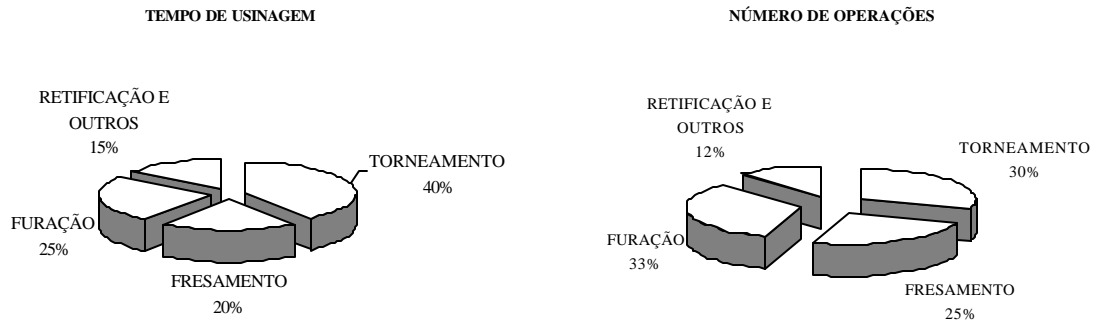 TEMPO DE USINAGEM
RETIFICAÇÃO E
OUTROS
15%
TORNEAMENTO
40%
FURAÇÃO
25%
FRESAMENTO
20%
NÚMERO DE OPERAÇÕES
RETIFICAÇÃO E
OUTROS
12%
TORNEAMENTO
30%
FURAÇÃO
33%
FRESAMENTO
25%